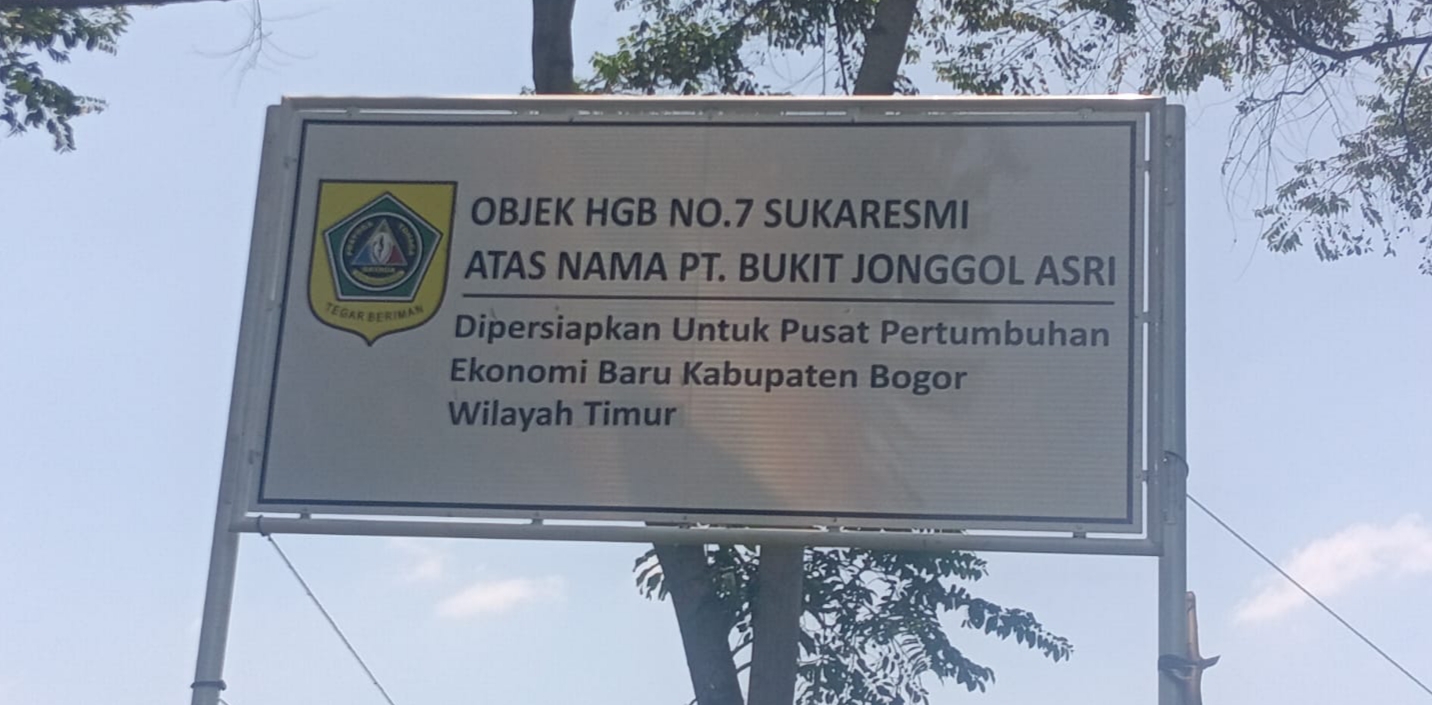 OBJEK HGB NO.7 SUKARESMI
ATAS NAMA PT. BUKIT JONGGOL ASRI
Dipersiapkan Untuk Pusat Pertumbuhan
Ekonomi Baru Kabupaten Bogor
Wilayah Timur
TEGAR BERIMAN